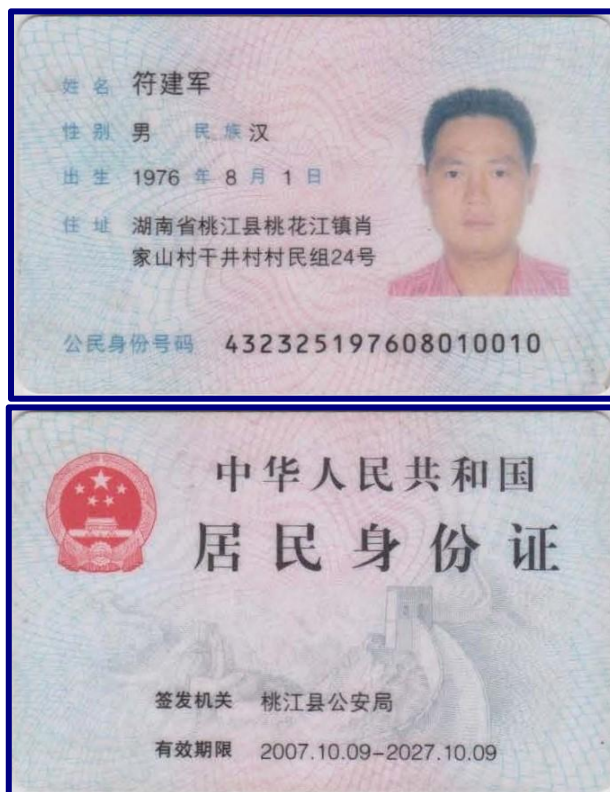 姓名 符建军
性别 男 民族 汉
出生 1976 年 8 月 1 日
住址 湖南省桃江县桃花江镇肖
家山村干井村村民组24号
公民身份号码 432325197608010010
中华人民共和国
居民身份证
签发机关 桃江县公安局
有效期限 2007.10.09-2027.10.09